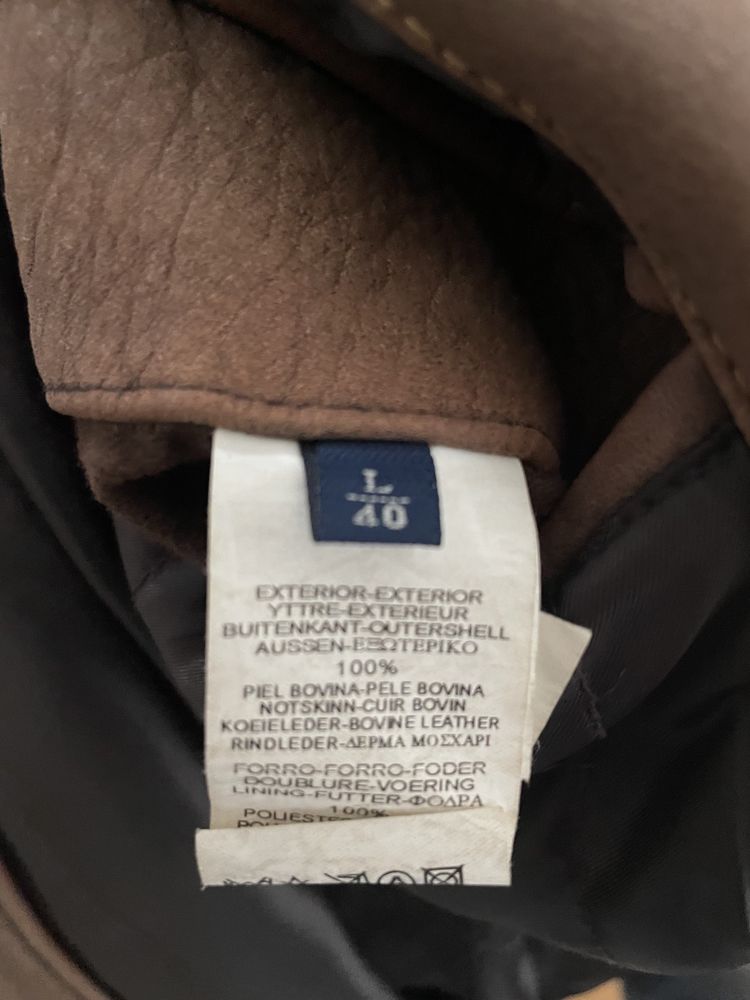 L
40
EXTERIOR-EXTERIOR
YTTRE-EXTERIEUR
BUITENKANT-OUTERSHELL
AUSSEN-ΕΞΩΤΕΡΙΚΟ
100%
PIEL BOVINA-PELE BOVINA
NOTSKINN-CUIR BOVIN
KOEIELEDER-BOVINE LEATHER
RINDLEDER-ΔΕΡΜΑ ΜΟΣΧΑΡΙ
FORRO-FORRO-FODER
DOUBLURE-VOERING
LINING-FUTTER-ΦΟΔΡΑ
100%